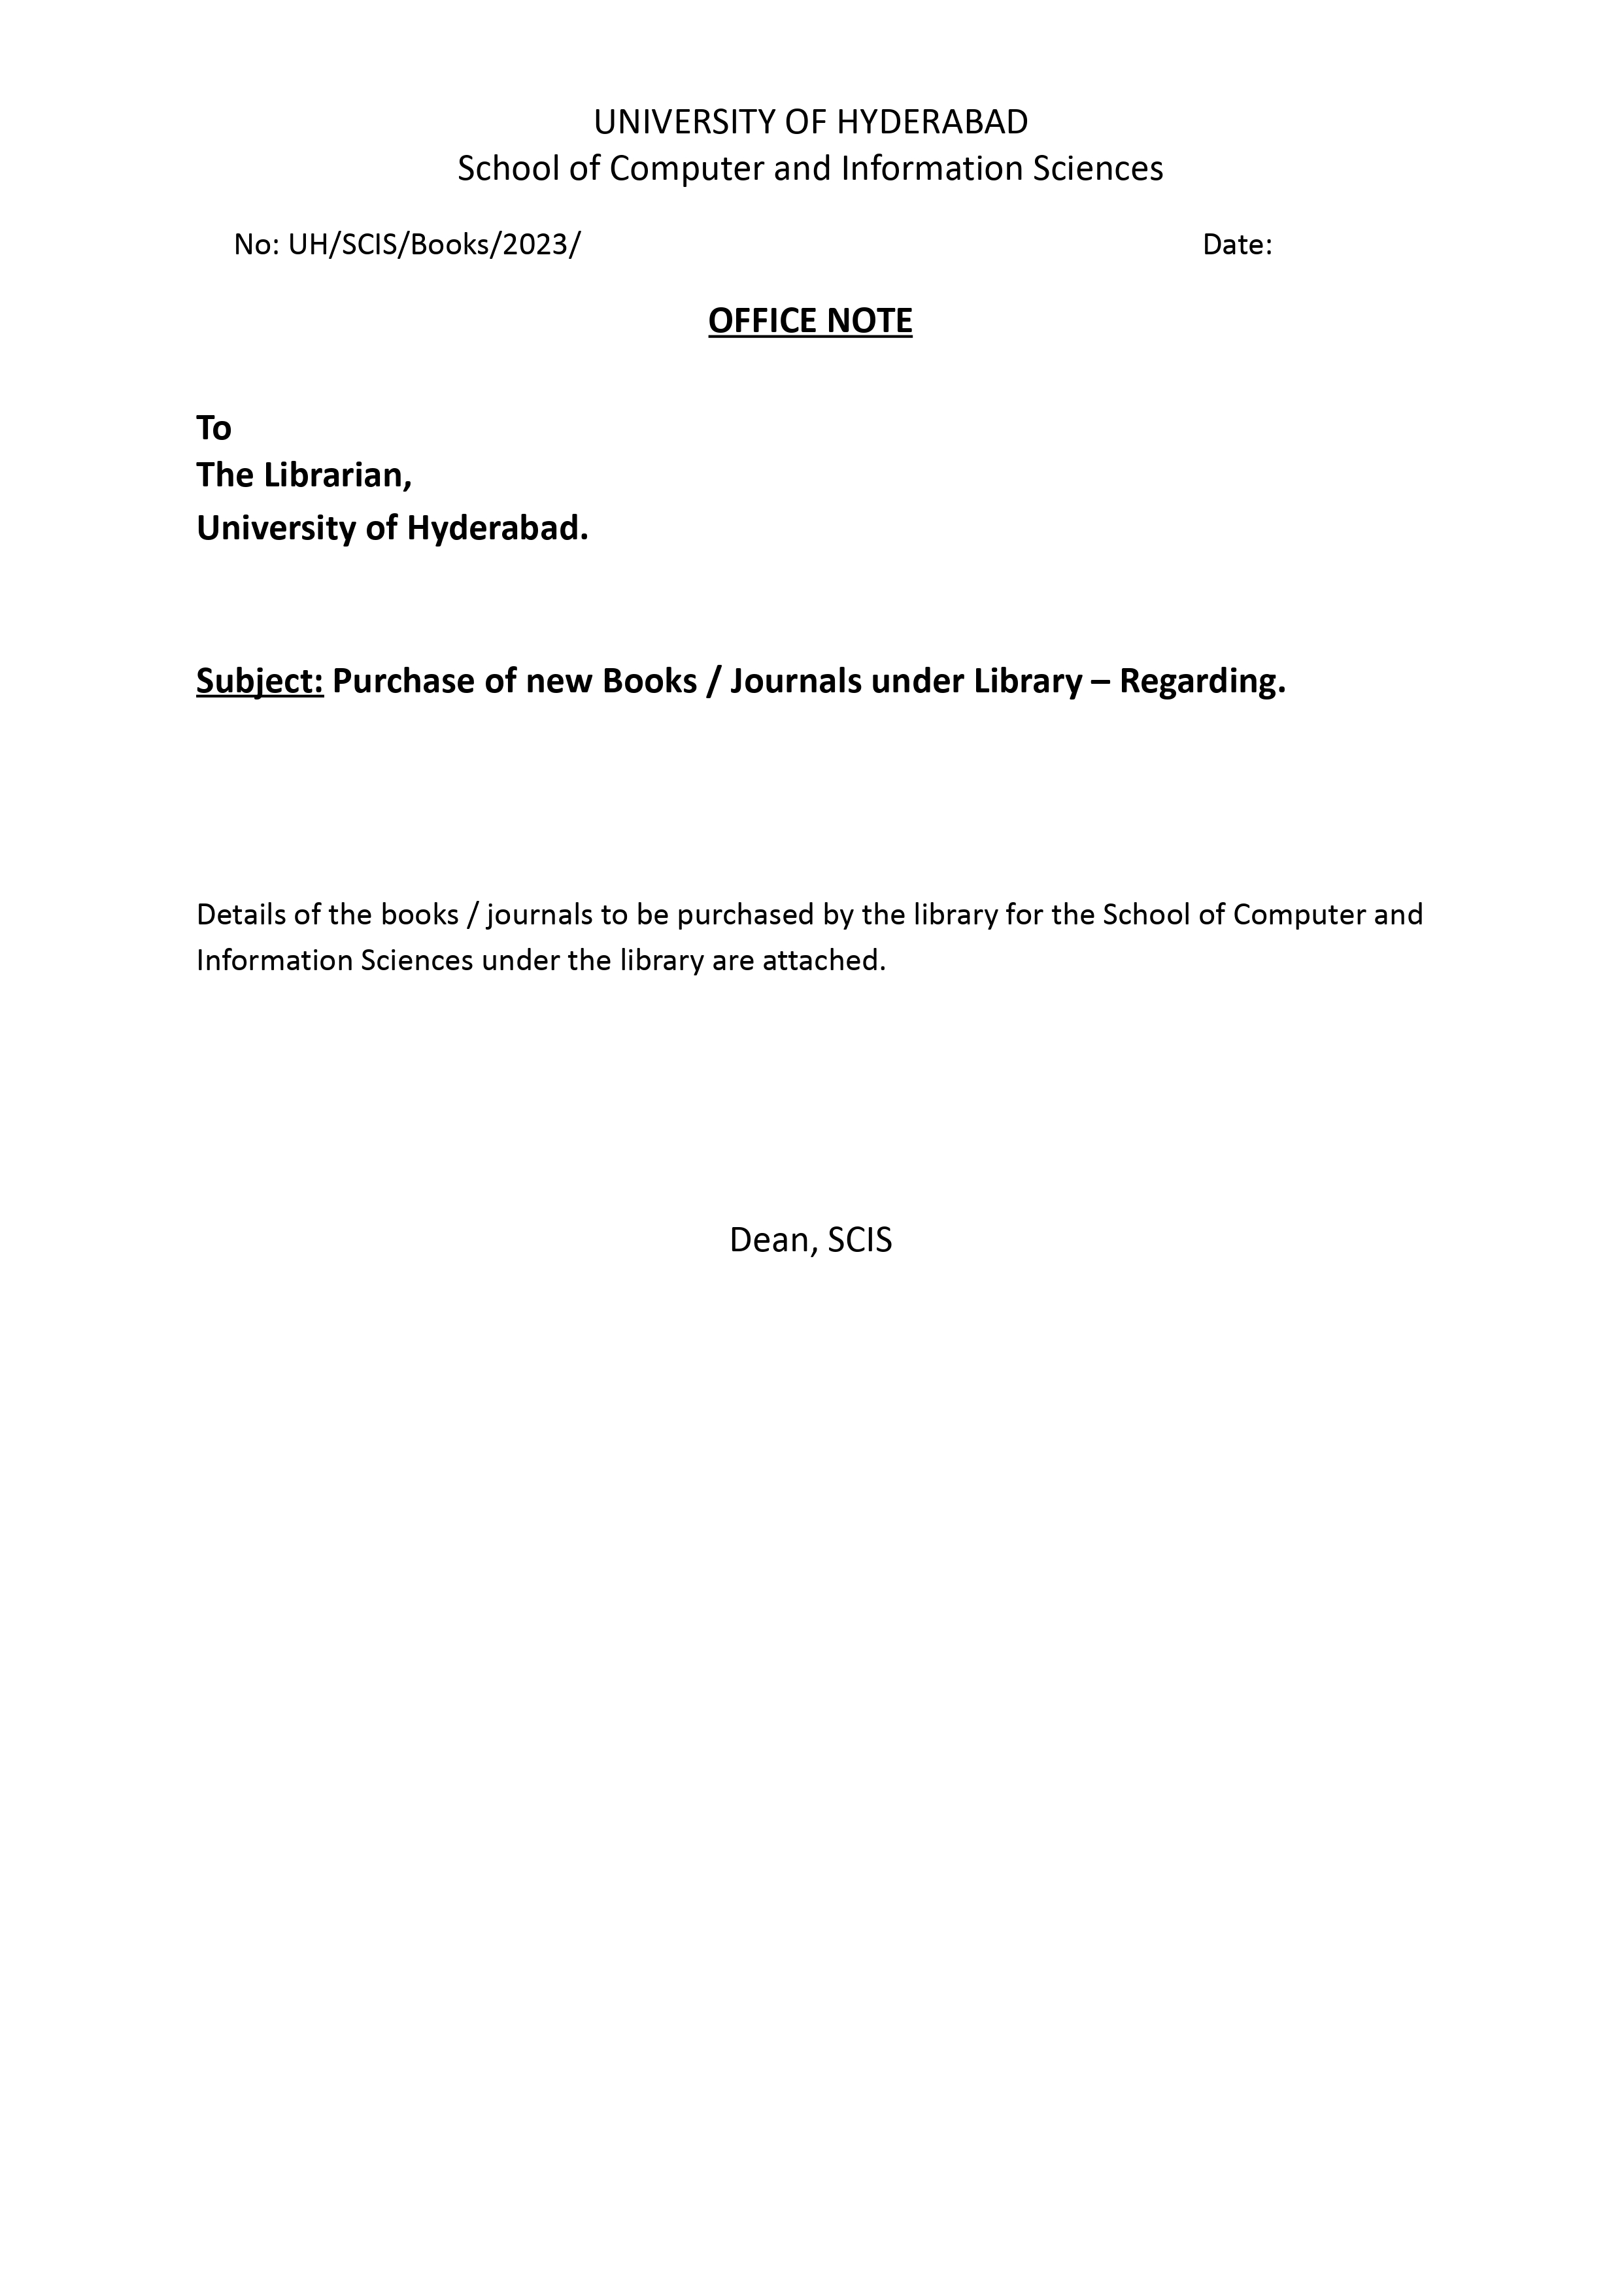 UNIVERSITY OF HYDERABAD
School of Computer and Information Sciences
No: UH/SCIS/Books/2023/ Date:
OFFICE NOTE
To
The Librarian,
University of Hyderabad.
Subject: Purchase of new Books / Journals under Library – Regarding.
Details of the books / journals to be purchased by the library for the School of Computer and
Information Sciences under the library are attached.
Dean, SCIS